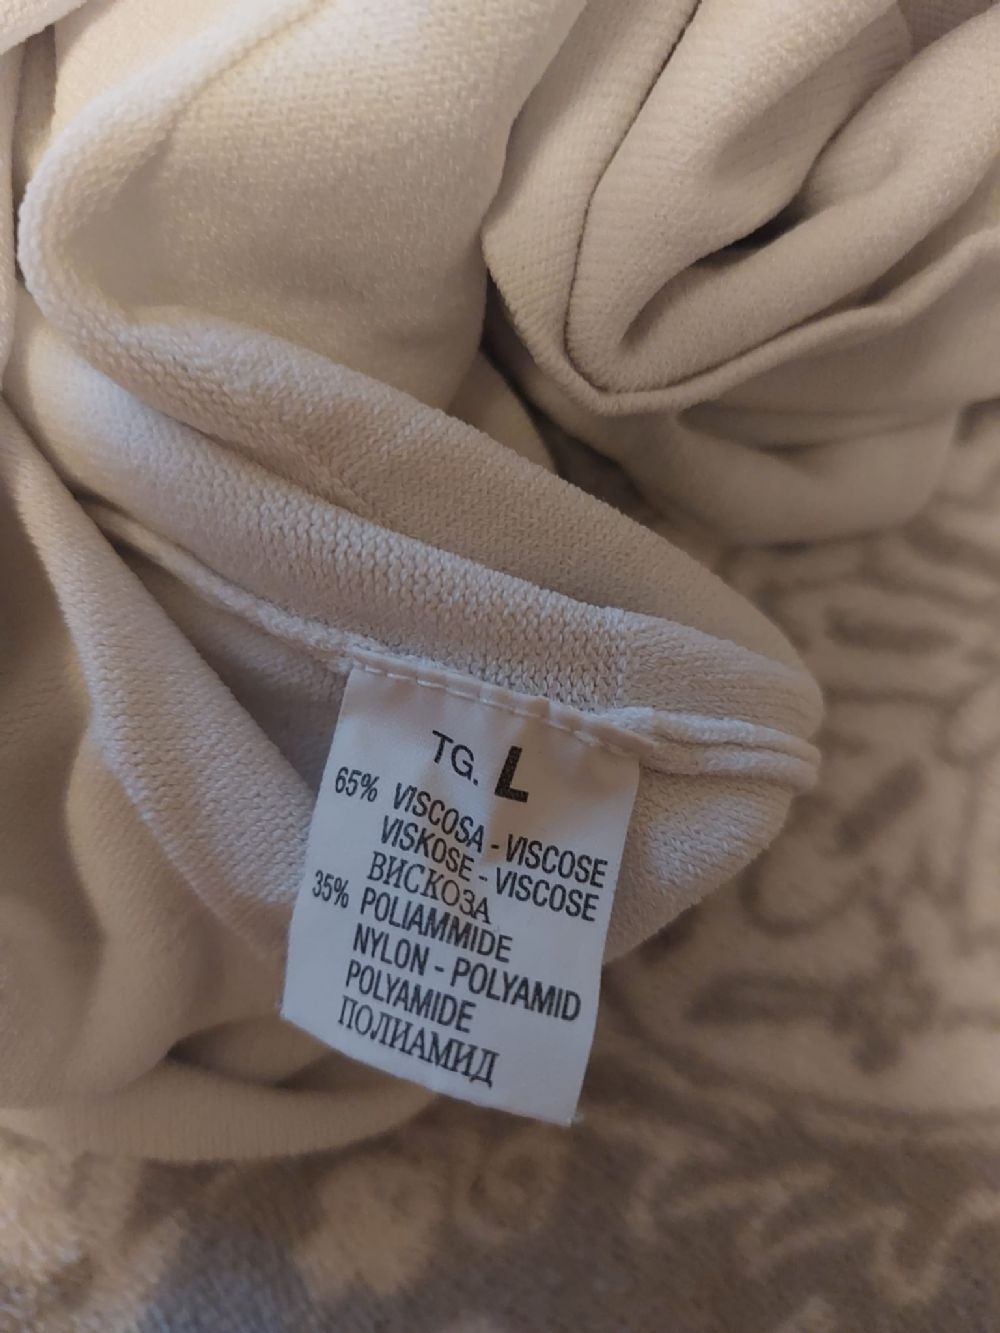 TG. L
65% VISCOSA - VISCOSE
VISKOSE - VISCOSE
ВИСКОЗА
35% POLIAMMIDE
NYLON - POLYAMID
POLYAMIDE
ПОЛИАМИД